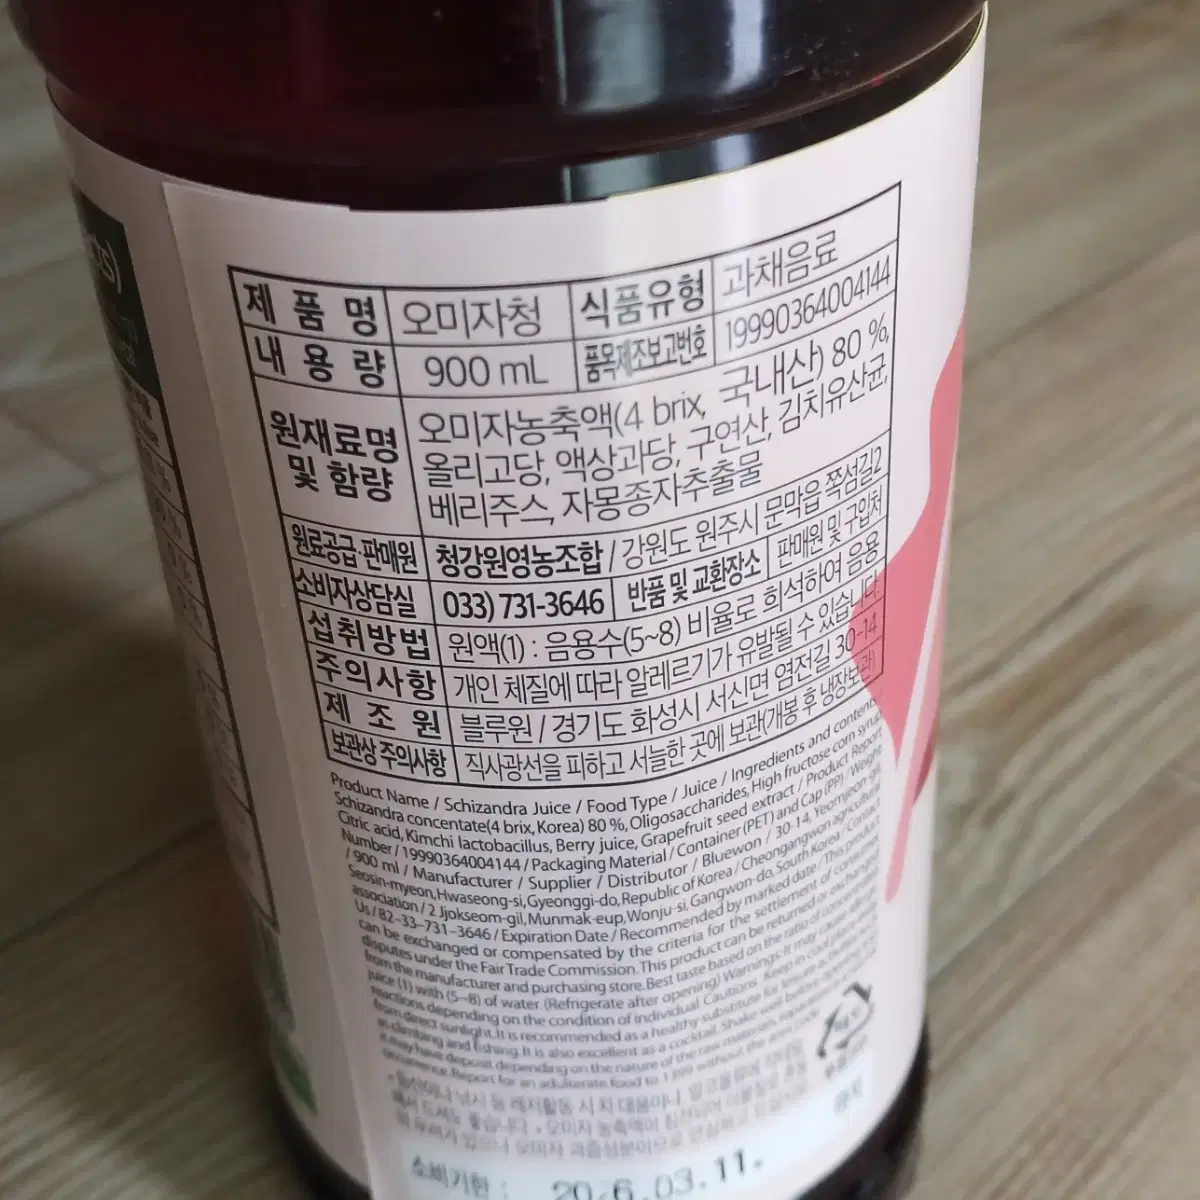 제품명 오미자청 식품유형 과채음료
내용량 900 mL 품목제조보고번호 19990364004144
원재료명 및 함량 오미자농축액(4 brix, 국내산) 80 %,
올리고당, 액상과당, 구연산, 김치유산균,
베리주스, 자몽종자추출물
원료공급·판매원 청강원영농조합 / 강원도 원주시 문막읍 쪽섬길2
소비자상담실 033) 731-3646 반품 및 교환장소 판매원 및 구입처
섭취방법 원액(1) : 음용수(5~8) 비율로 희석하여 음용
주의사항 개인 체질에 따라 알레르기가 유발될 수 있습니다.
제조원 블루원 / 경기도 화성시 서신면 염전길 30-14
보관상 주의사항 직사광선을 피하고 서늘한 곳에 보관(개봉 후 냉장보관)
Product Name / Schizandra Juice / Food Type / Juice / Ingredients and contents
Schizandra concentate(4 brix, Korea) 80 %, Oligosaccharides, High fructose corn syrup,
Citric acid, Kimchi lactobacillus, Berry juice, Grapefruit seed extract / Product Report
Number / 19990364004144 / Packaging Material / Container (PET) and Cap (PP) / Weight
/ 900 ml / Manufacturer / Supplier / Distributor / Bluewon / 30-14, Yeomjeon-gil,
Seosin-myeon, Hwaseong-si, Gyeonggi-do, Republic of Korea / Cheongangwon agricultural
association / 2 Jjokseom-gil, Munmak-eup, Wonju-si, Gangwon-do, South Korea / Contact
Us / 82-33-731-3646 / Expiration Date / Recommended by marked date / This product
can be exchanged or compensated by the criteria for the settlement of consumer
disputes under the Fair Trade Commission. This product can be returned or exchanged
from the manufacturer and purchasing store. Best taste based on the ratio of concentrated
juice (1) with (5~8) of water. (Refrigerate after opening) Warnings: It may cause allergic
reactions depending on the condition of individual. Cautions: Keep in cool place away
from direct sunlight. It is recommended as a healthy substitute for leisure
as climbing and fishing. It is also excellent as a cocktail. Shake well before opening,
it may have deposit depending on the nature of the raw materials,
occurrence. Report for an adulterate food to 1399 without the area code
소비기한 : 2026.03.11.